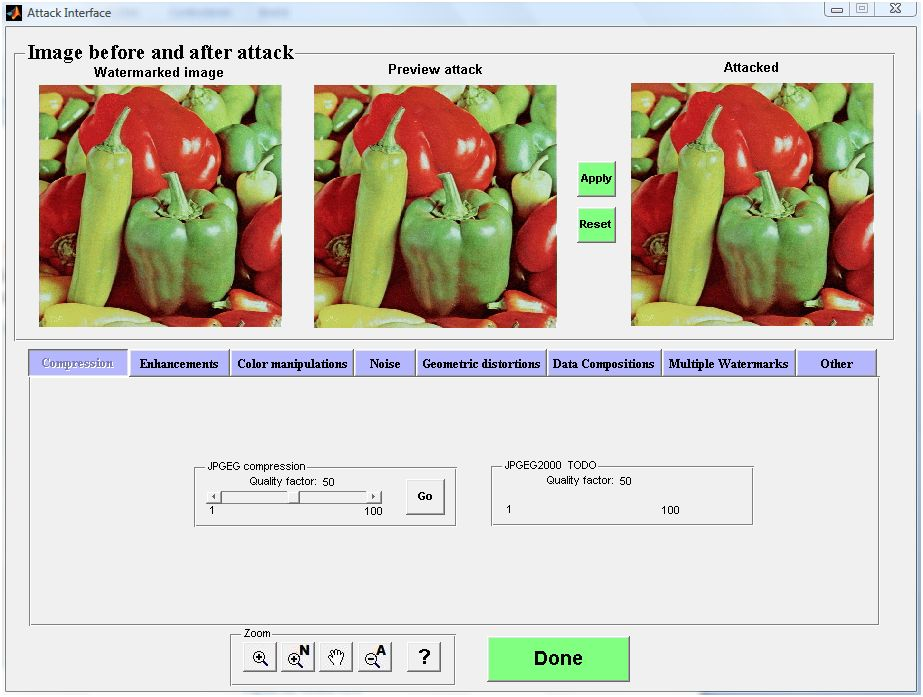 Attack Interface
Image before and after attack
Watermarked image
Preview attack
Attacked
Apply
Reset
Compression
Enhancements
Color manipulations
Noise
Geometric distortions
Data Compositions
Multiple Watermarks
Other
JPGEG compression
Quality factor: 50
1
100
Go
JPGEG2000 TODO
Quality factor: 50
1
100
Zoom
N
A
?
Done